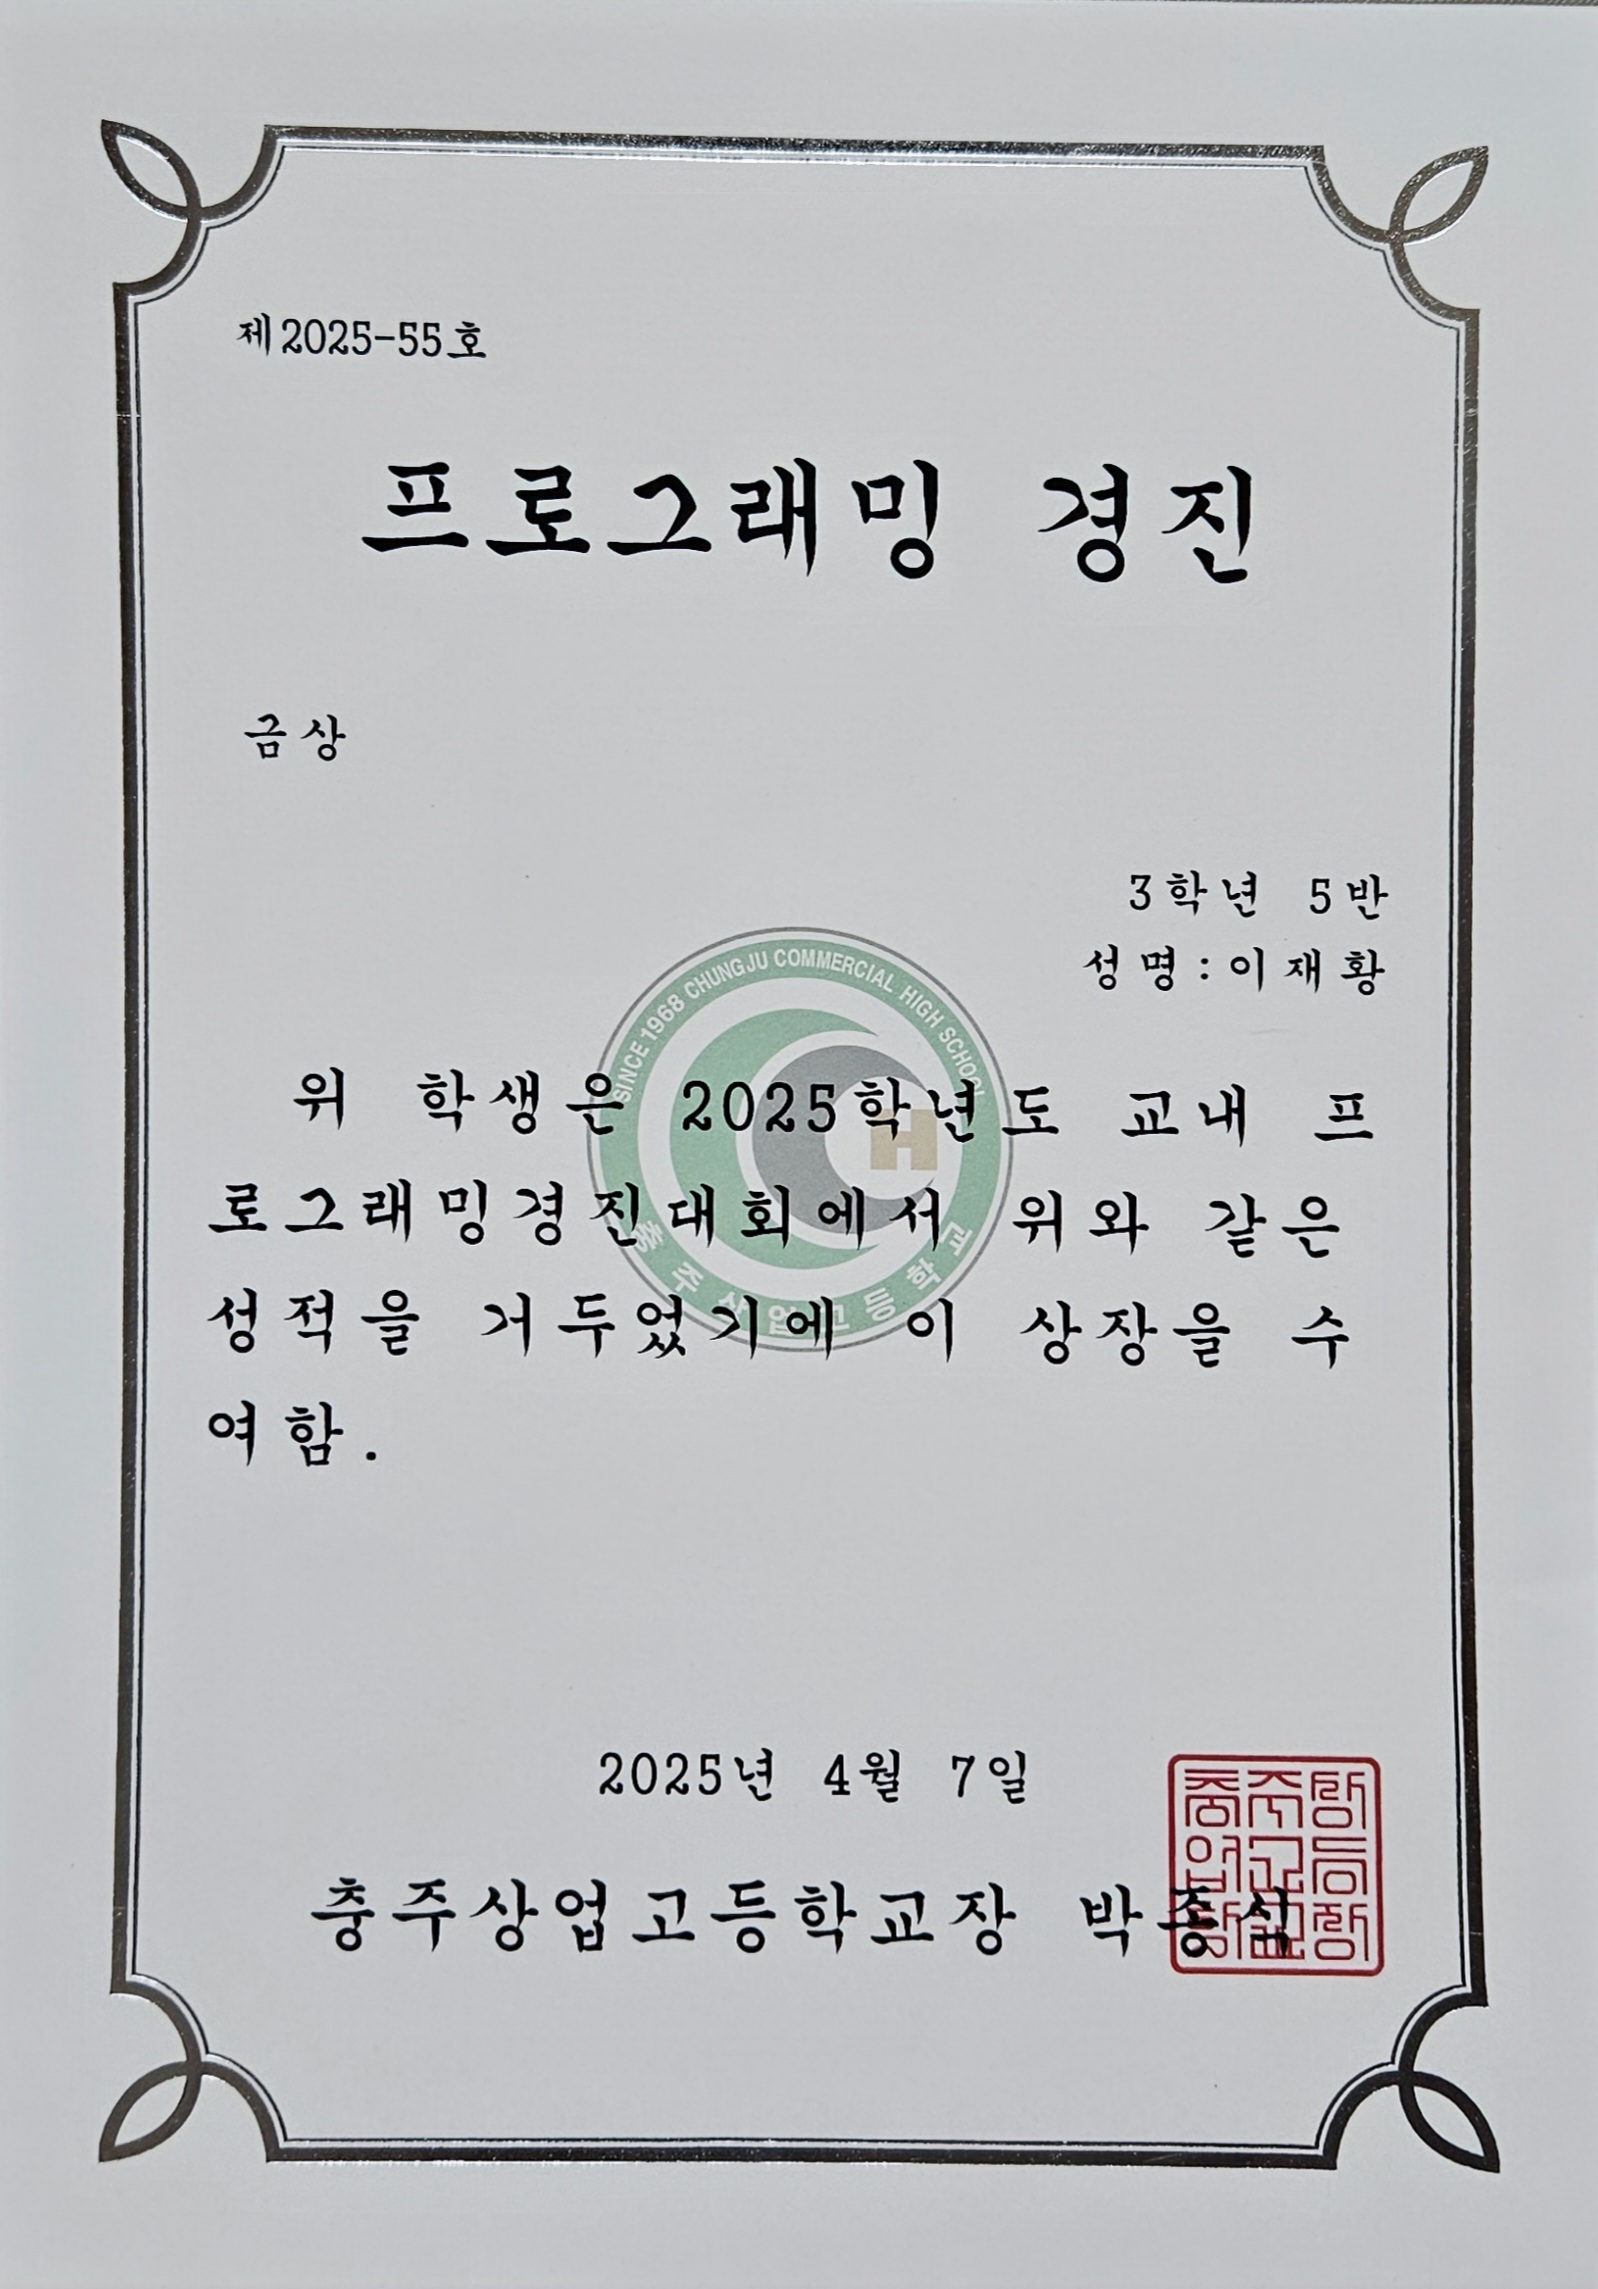 제2025-55호
프로그래밍 경진
금상
3학년 5반
성명:이재황
SINCE 1968 CHUNGJU COMMERCIAL HIGH SCHOOL
위 학생은 2025학년도 교내 프
로그래밍경진대회에서 위와 같은
성적을 거두었기에 이 상장을 수
여함.
충주상업고등학교
2025년 4월 7일
충주상업고등학교장 박종식
충주상
업고등
학교장